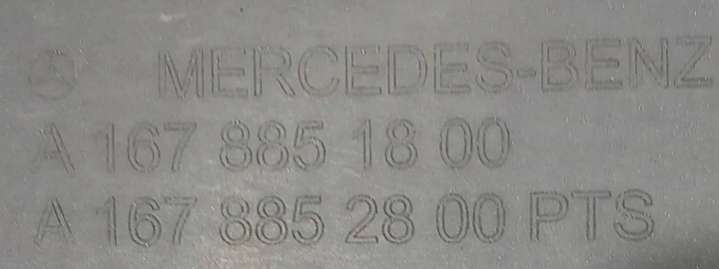 MERCEDES-BENZ
A 167 885 18 00
A 167 885 28 00 PTS